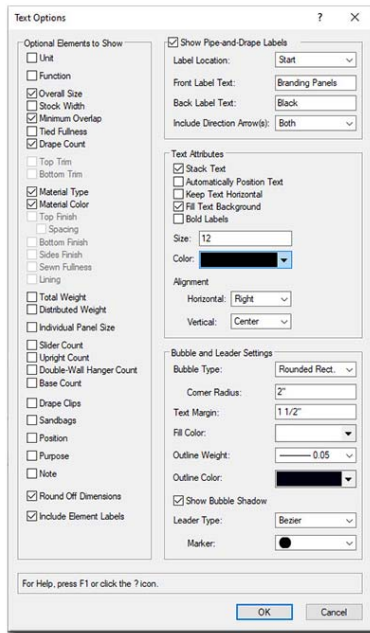 Text Options ? ×
Optional Elements to Show
Unit
Function
Overall Size
Stock Width
Minimum Overlap
Tied Fullness
Drape Count
Top Trim
Bottom Trim
Material Type
Material Color
Top Finish
Spacing
Bottom Finish
Sides Finish
Sewn Fullness
Lining
Total Weight
Distributed Weight
Individual Panel Size
Slider Count
Upright Count
Double-Wall Hanger Count
Base Count
Drape Clips
Sandbags
Position
Purpose
Note
Round Off Dimensions
Include Element Labels
Show Pipe-and-Drape Labels
Label Location: Start
Front Label Text: Branding Panels
Back Label Text: Black
Include Direction Arrow(s): Both
Text Attributes
Stack Text
Automatically Position Text
Keep Text Horizontal
Fill Text Background
Bold Labels
Size: 12
Color:
Alignment
Horizontal: Right
Vertical: Center
Bubble and Leader Settings
Bubble Type: Rounded Rect.
Corner Radius: 2"
Text Margin: 1 1/2"
Fill Color:
Outline Weight: 0.05
Outline Color:
Show Bubble Shadow
Leader Type: Bezier
Marker:
For Help, press F1 or click the ? icon.
OK Cancel